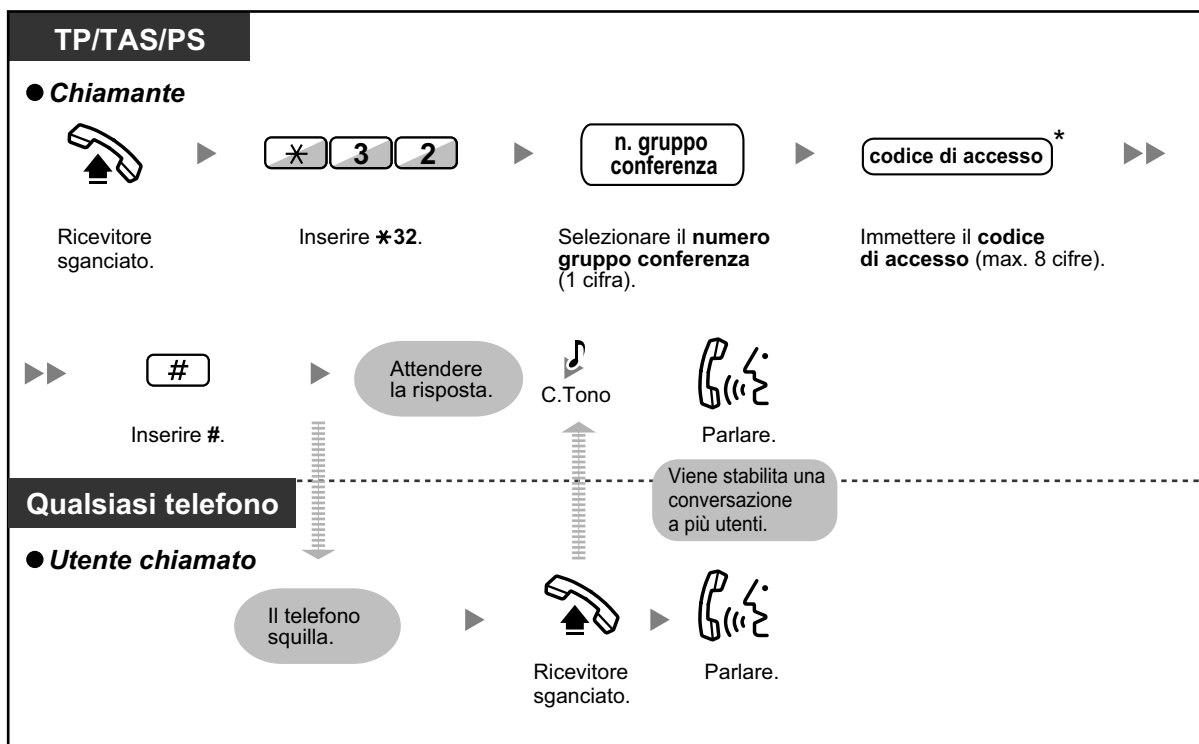 TP/TAS/PS
● Chiamante
* 3 2
n. gruppo
conferenza
codice di accesso *
Ricevitore
sganciato.
Inserire *32.
Selezionare il numero
gruppo conferenza
(1 cifra).
Immettere il codice
di accesso (max. 8 cifre).
#
Attendere
la risposta.
C.Tono
Inserire #.
Parlare.
Viene stabilita una
conversazione
a più utenti.
Qualsiasi telefono
● Utente chiamato
Il telefono
squilla.
Ricevitore
sganciato.
Parlare.